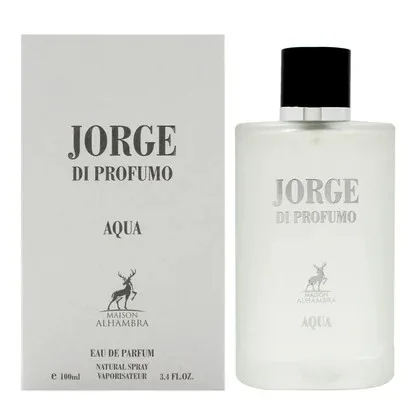 JORGE
DI PROFUMO
AQUA
MAISON
ALHAMBRA
EAU DE PARFUM
NATURAL SPRAY
e 100ml VAPORISATEUR 3.4 FL.OZ.
JORGE
DI PROFUMO
MAISON
ALHAMBRA
AQUA